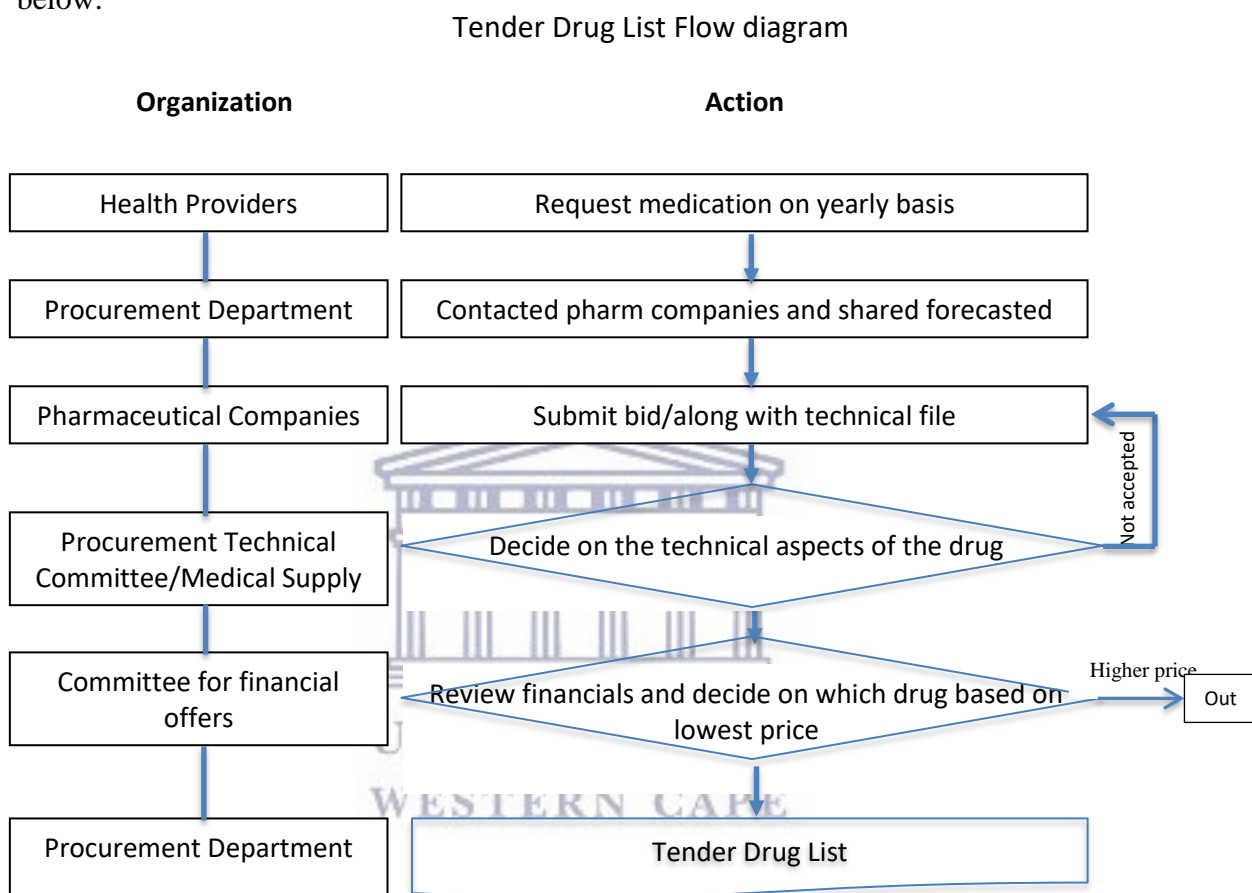 below.
Tender Drug List Flow diagram
Organization
Action
Health Providers
Request medication on yearly basis
Procurement Department
Contacted pharm companies and shared forecasted
Pharmaceutical Companies
Submit bid/along with technical file
Not accepted
Procurement Technical
Committee/Medical Supply
Decide on the technical aspects of the drug
Committee for financial
offers
Review financials and decide on which drug based on
lowest price
Higher price
Out
U
WESTERN CAPE
Procurement Department
Tender Drug List